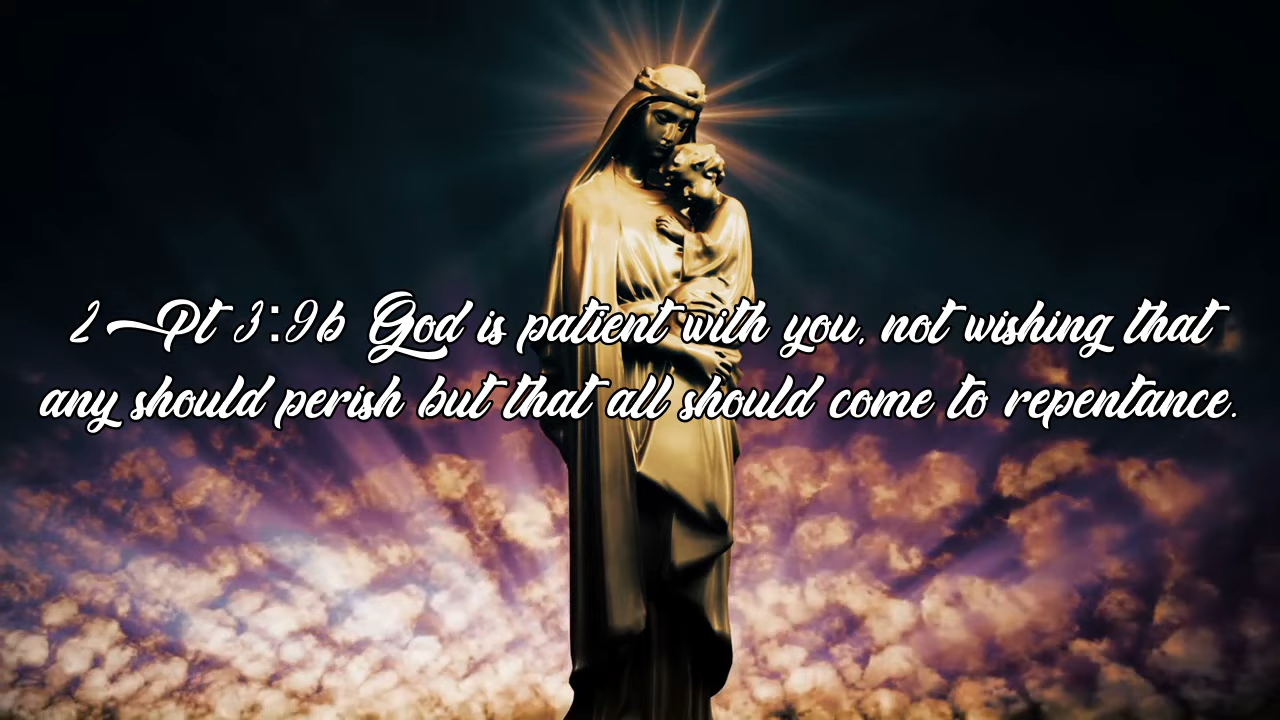 2 Pt 3:9b God is patient with you, not wishing that
any should perish but that all should come to repentance.